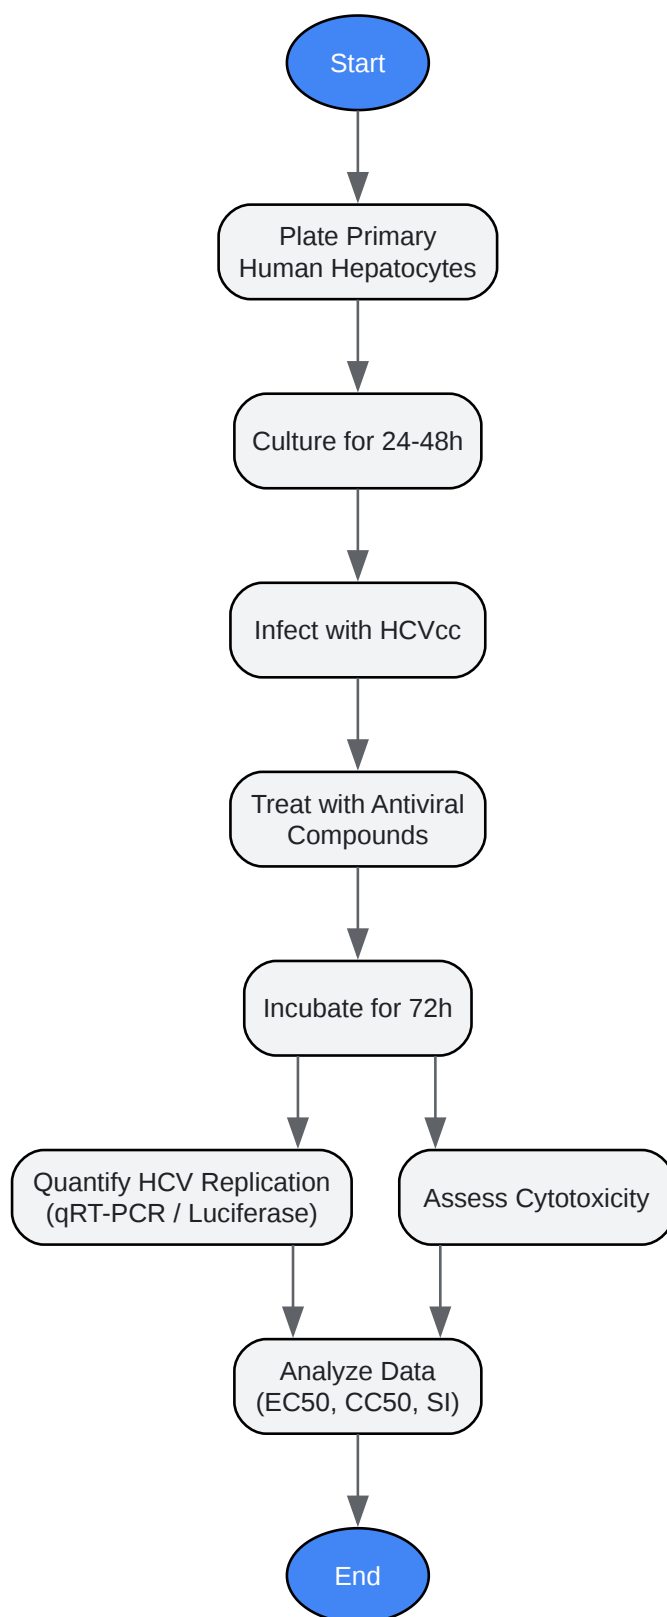 Start
Plate Primary
Human Hepatocytes
Culture for 24-48h
Infect with HCVcc
Treat with Antiviral
Compounds
Incubate for 72h
Quantify HCV Replication
(qRT-PCR / Luciferase)
Assess Cytotoxicity
Analyze Data
(EC50, CC50, SI)
End